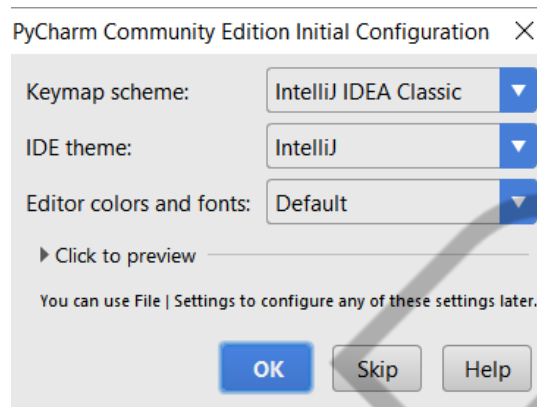 PyCharm Community Edition Initial Configuration
Keymap scheme: IntelliJ IDEA Classic
IDE theme: IntelliJ
Editor colors and fonts: Default
Click to preview
You can use File | Settings to configure any of these settings later.
OK Skip Help